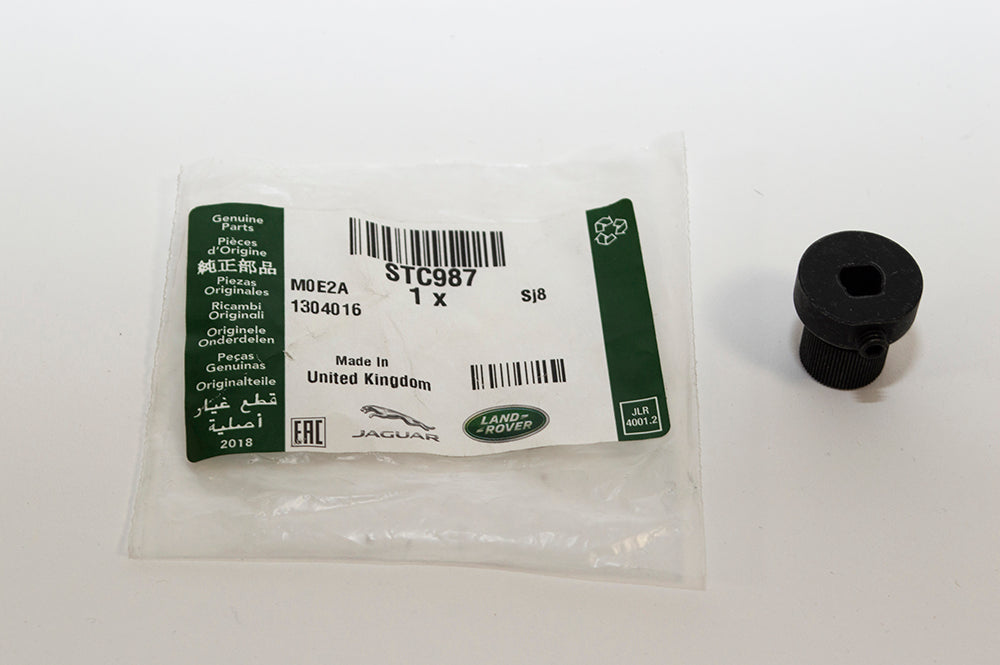 Genuine
Parts
Pièces
d'Origine
純正部品
Piezas
Originales
Ricambi
Originali
Originele
Onderdelen
Peças
Genuinas
Originalteile
قطع غيار
أصلية
2018
STC987
1 x
Sj8
M0E2A
1304016
Made In
United Kingdom
EAC
JAGUAR
LAND-
-ROVER
JLR
4001.2